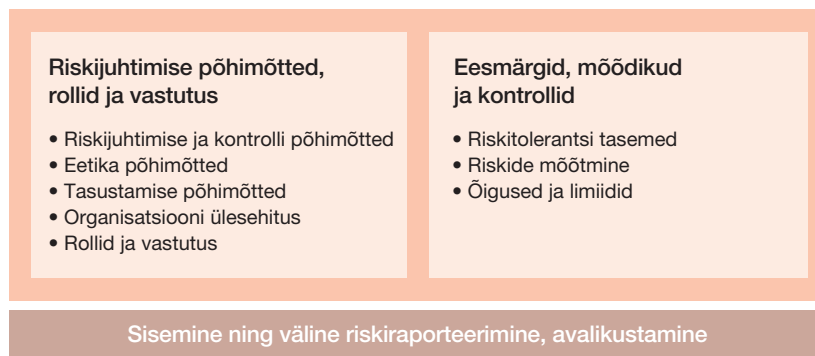 Riskijuhtimise põhimõtted,
rollid ja vastutus
• Riskijuhtimise ja kontrolli põhimõtted
• Eetika põhimõtted
• Tasustamise põhimõtted
• Organisatsiooni ülesehitus
• Rollid ja vastutus
Eesmärgid, mõõdikud
ja kontrollid
• Riskitolerantsi tasemed
• Riskide mõõtmine
• Õigused ja limiidid
Sisemine ning väline riskiraporteerimine, avalikustamine